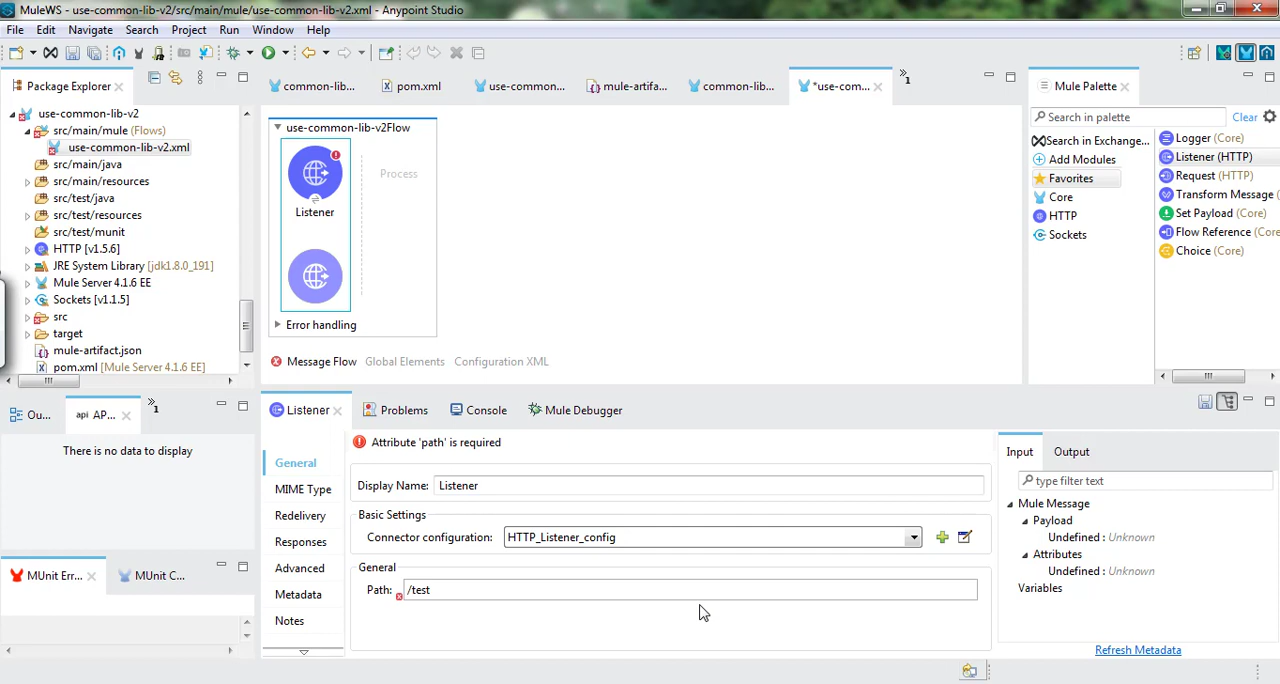 MuleWS - use-common-lib-v2/src/main/mule/use-common-lib-v2.xml - Anypoint Studio
File Edit Navigate Search Project Run Window Help
Package Explorer
common-lib...
pom.xml
use-common...
mule-artifa...
common-lib...
*use-com...
1
Mule Palette
use-common-lib-v2
src/main/mule (Flows)
use-common-lib-v2.xml
src/main/java
src/main/resources
src/test/java
src/test/resources
src/test/munit
HTTP [v1.5.6]
JRE System Library [jdk1.8.0_191]
Mule Server 4.1.6 EE
Sockets [v1.1.5]
src
target
mule-artifact.json
pom.xml [Mule Server 4.1.6 EE]
use-common-lib-v2Flow
Listener
Process
Error handling
Message Flow Global Elements Configuration XML
Search in palette
Clear
Search in Exchange...
Add Modules
Favorites
Core
HTTP
Sockets
Logger (Core)
Listener (HTTP)
Request (HTTP)
Transform Message
Set Payload (Core)
Flow Reference (Core
Choice (Core)
Ou...
api AP...
1
There is no data to display
MUnit Err...
MUnit C...
Listener
Problems
Console
Mule Debugger
General
MIME Type
Redelivery
Responses
Advanced
Metadata
Notes
Attribute 'path' is required
Display Name: Listener
Basic Settings
Connector configuration: HTTP_Listener_config
General
Path: /test
Input Output
type filter text
Mule Message
Payload
Undefined : Unknown
Attributes
Undefined : Unknown
Variables
Refresh Metadata